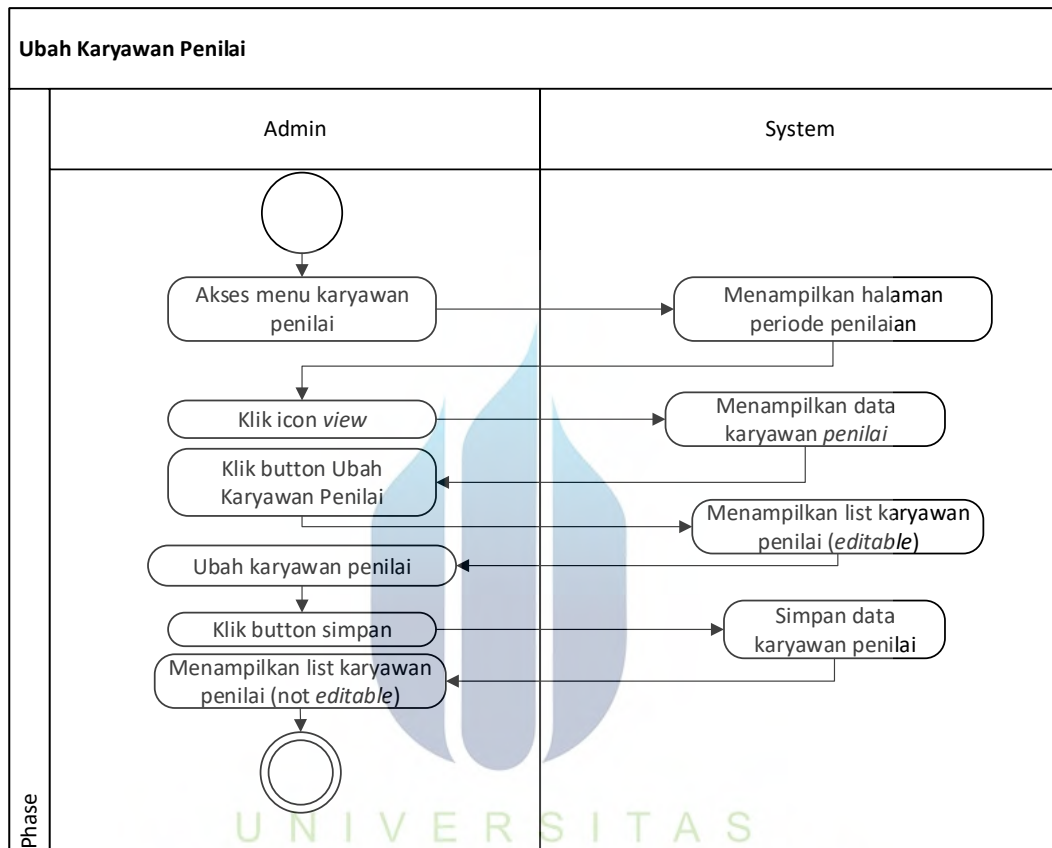 Ubah Karyawan Penilai
Admin
System
Akses menu karyawan
penilai
Menampilkan halaman
periode penilaian
Klik icon view
Menampilkan data
karyawan penilai
Klik button Ubah
Karyawan Penilai
Menampilkan list karyawan
penilai (editable)
Ubah karyawan penilai
Klik button simpan
Simpan data
karyawan penilai
Menampilkan list karyawan
penilai (not editable)
Phase
UNIVERSITAS